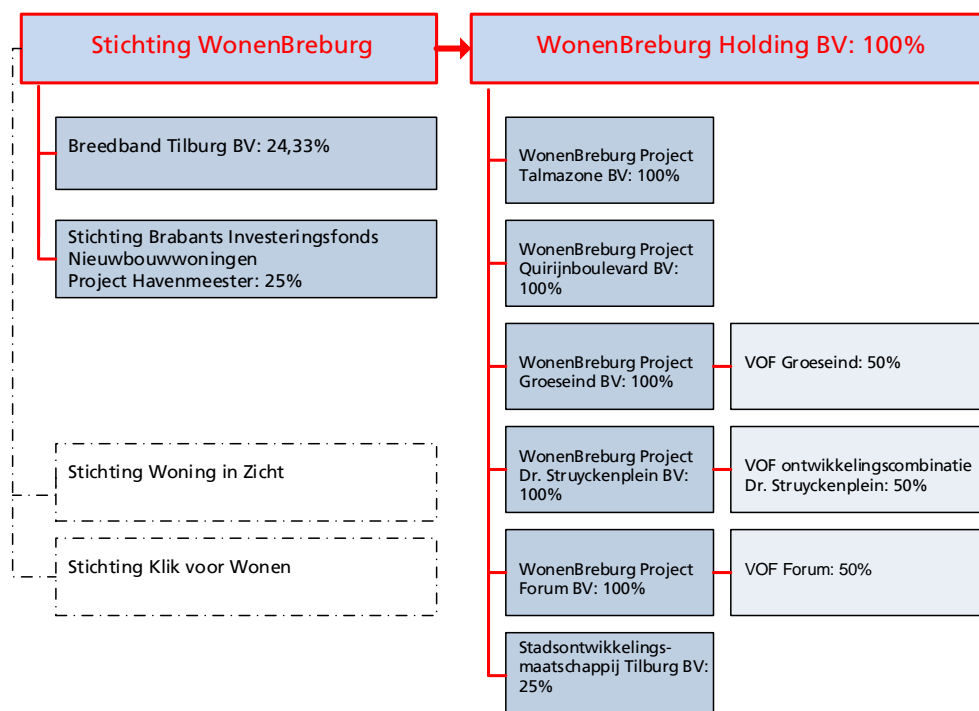 Stichting WonenBreburg
WonenBreburg Holding BV: 100%
Breedband Tilburg BV: 24,33%
Stichting Brabants Investeringsfonds
Nieuwbouwwoningen
Project Havenmeester: 25%
Stichting Woning in Zicht
Stichting Klik voor Wonen
WonenBreburg Project
Talmazone BV: 100%
WonenBreburg Project
Quirijnboulevard BV:
100%
WonenBreburg Project
Groeseind BV: 100%
VOF Groeseind: 50%
WonenBreburg Project
Dr. Struyckenplein BV:
100%
VOF ontwikkelingscombinatie
Dr. Struyckenplein: 50%
WonenBreburg Project
Forum BV: 100%
VOF Forum: 50%
Stadsontwikkelings-
maatschappij Tilburg BV:
25%